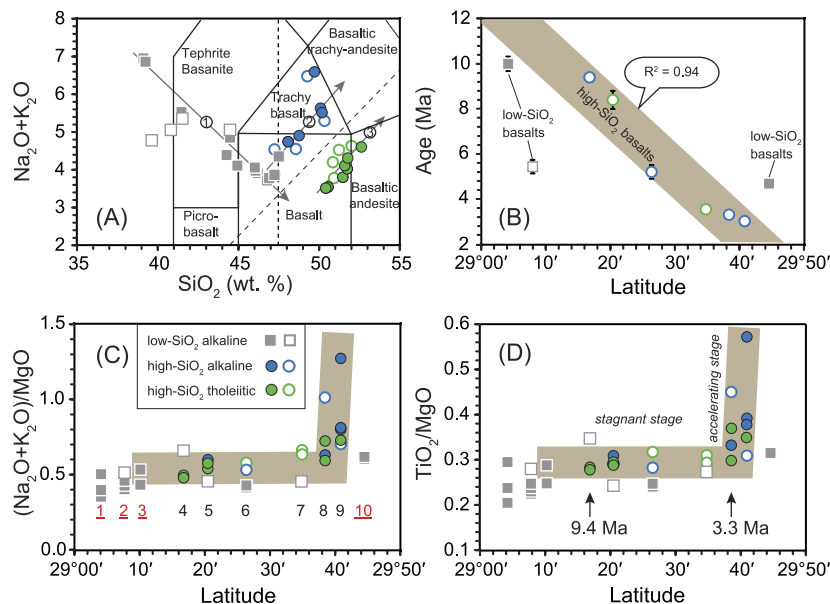 (A)
Na₂O+K₂O
8
7
6
5
4
3
2
Tephrite
Basanite
Basaltic
trachy-andesite
Trachy
basalt
Picro-
basalt
Basalt
Basaltic
andesite
35
40
45
50
55
SiO₂ (wt. %)
(B)
Age (Ma)
12
10
8
6
4
2
R² = 0.94
low-SiO₂
basalts
high-SiO₂ basalts
low-SiO₂
basalts
29°00′
10′
20′
30′
40′
29°50′
Latitude
(C)
(Na₂O+K₂O)/MgO
1.5
1.0
0.5
0.0
low-SiO₂ alkaline
high-SiO₂ alkaline
high-SiO₂ tholeiitic
1
2
3
4
5
6
7
8
9
10
29°00′
10′
20′
30′
40′
29°50′
Latitude
(D)
TiO₂/MgO
0.6
0.5
0.4
0.3
0.2
0.1
stagnant stage
accelerating stage
9.4 Ma
3.3 Ma
29°00′
10′
20′
30′
40′
29°50′
Latitude